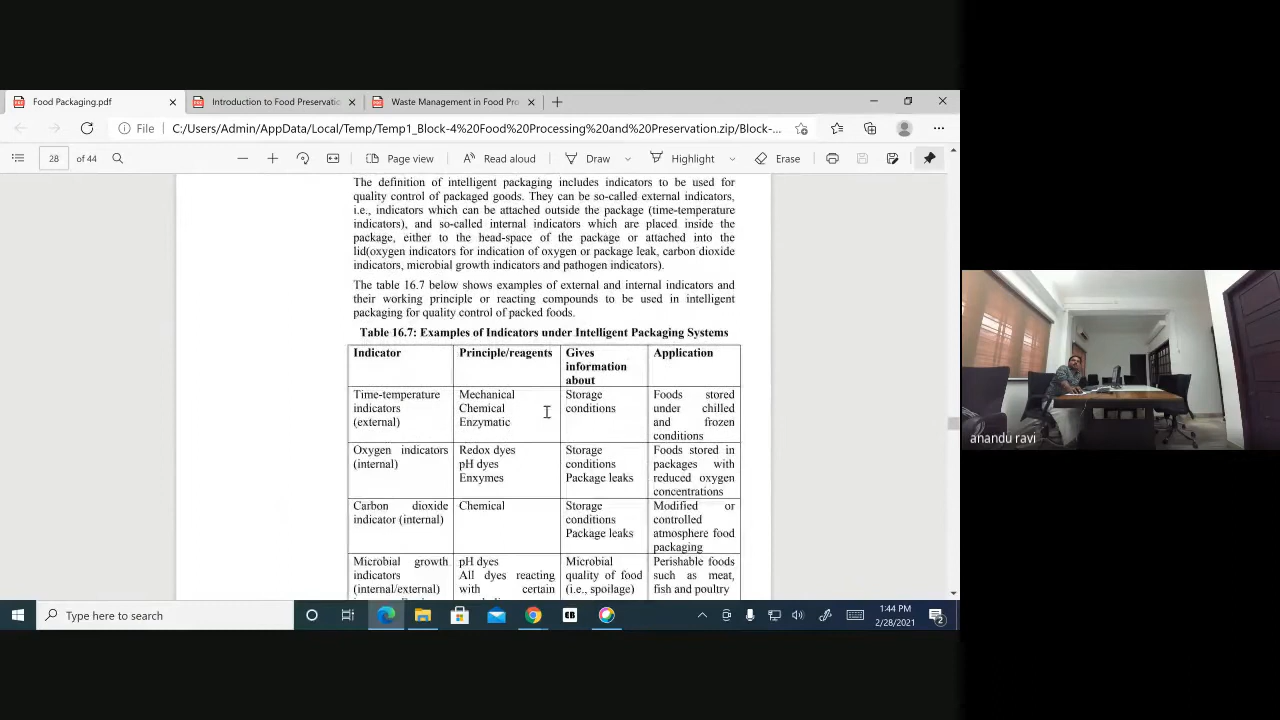 Food Packaging.pdf
Introduction to Food Preservatio
Waste Management in Food Pro
File
C:/Users/Admin/AppData/Local/Temp/Temp1_Block-4%20Food%20Processing%20and%20Preservation.zip/Block-...
28
of 44
Page view
Read aloud
Draw
Highlight
Erase
The definition of intelligent packaging includes indicators to be used for
quality control of packaged goods. They can be so-called external indicators,
i.e., indicators which can be attached outside the package (time-temperature
indicators), and so-called internal indicators which are placed inside the
package, either to the head-space of the package or attached into the
lid(oxygen indicators for indication of oxygen or package leak, carbon dioxide
indicators, microbial growth indicators and pathogen indicators).
The table 16.7 below shows examples of external and internal indicators and
their working principle or reacting compounds to be used in intelligent
packaging for quality control of packed foods.
Table 16.7: Examples of Indicators under Intelligent Packaging Systems
Indicator
Principle/reagents
Gives
information
about
Application
Time-temperature
indicators
(external)
Mechanical
Chemical
Enzymatic
Storage
conditions
Foods stored
under chilled
and frozen
conditions
Oxygen indicators
(internal)
Redox dyes
pH dyes
Enxymes
Storage
conditions
Package leaks
Foods stored in
packages with
reduced oxygen
concentrations
Carbon dioxide
indicator (internal)
Chemical
Storage
conditions
Package leaks
Modified or
controlled
atmosphere food
packaging
Microbial growth
indicators
(internal/external)
pH dyes
All dyes reacting
with certain
Microbial
quality of food
(i.e., spoilage)
Perishable foods
such as meat,
fish and poultry
Type here to search
1:44 PM
2/28/2021
2
anandu ravi